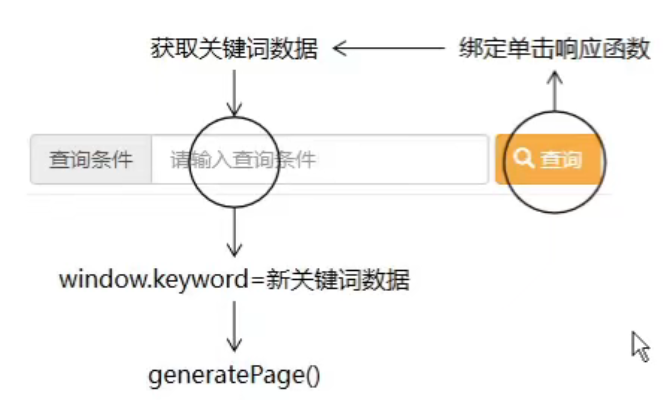 获取关键词数据
绑定单击响应函数
查询条件
请输入查询条件
查询
window.keyword=新关键词数据
generatePage()